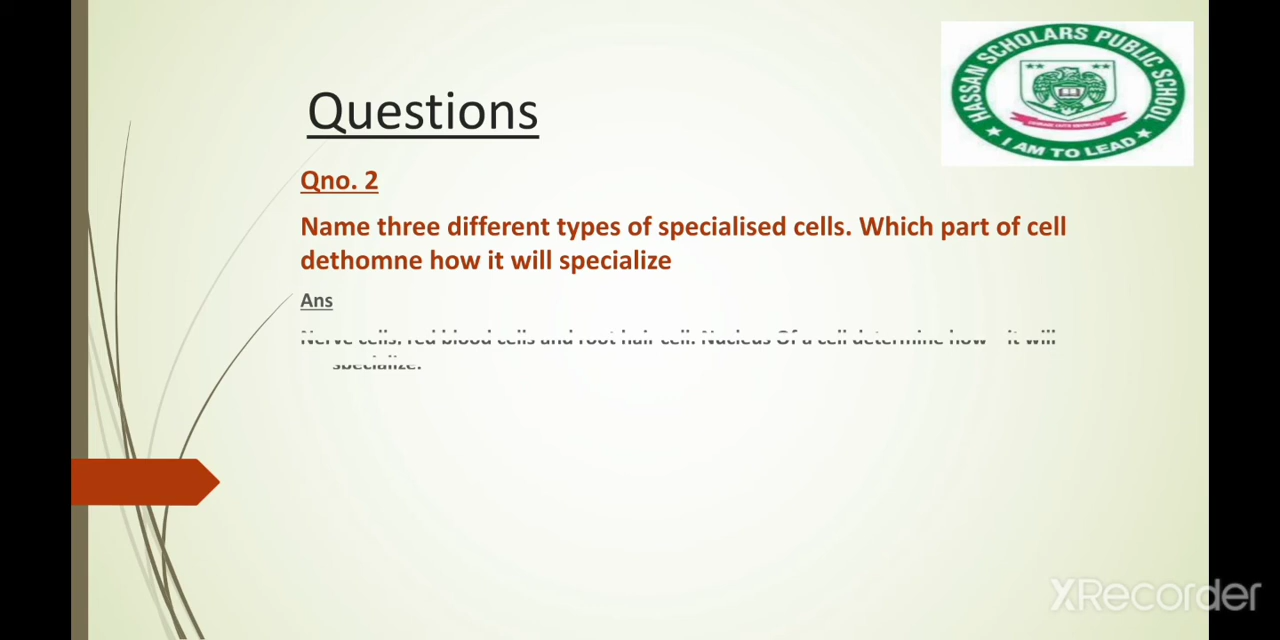 HASSAN SCHOLARS PUBLIC SCHOOL
I AM TO LEAD
Questions
Qno. 2
Name three different types of specialised cells. Which part of cell
dethomne how it will specialize
Ans
Nerve cells, red blood cells and root hair cell. Nucleus Of a cell determine how it will
specialize.
XRecorder